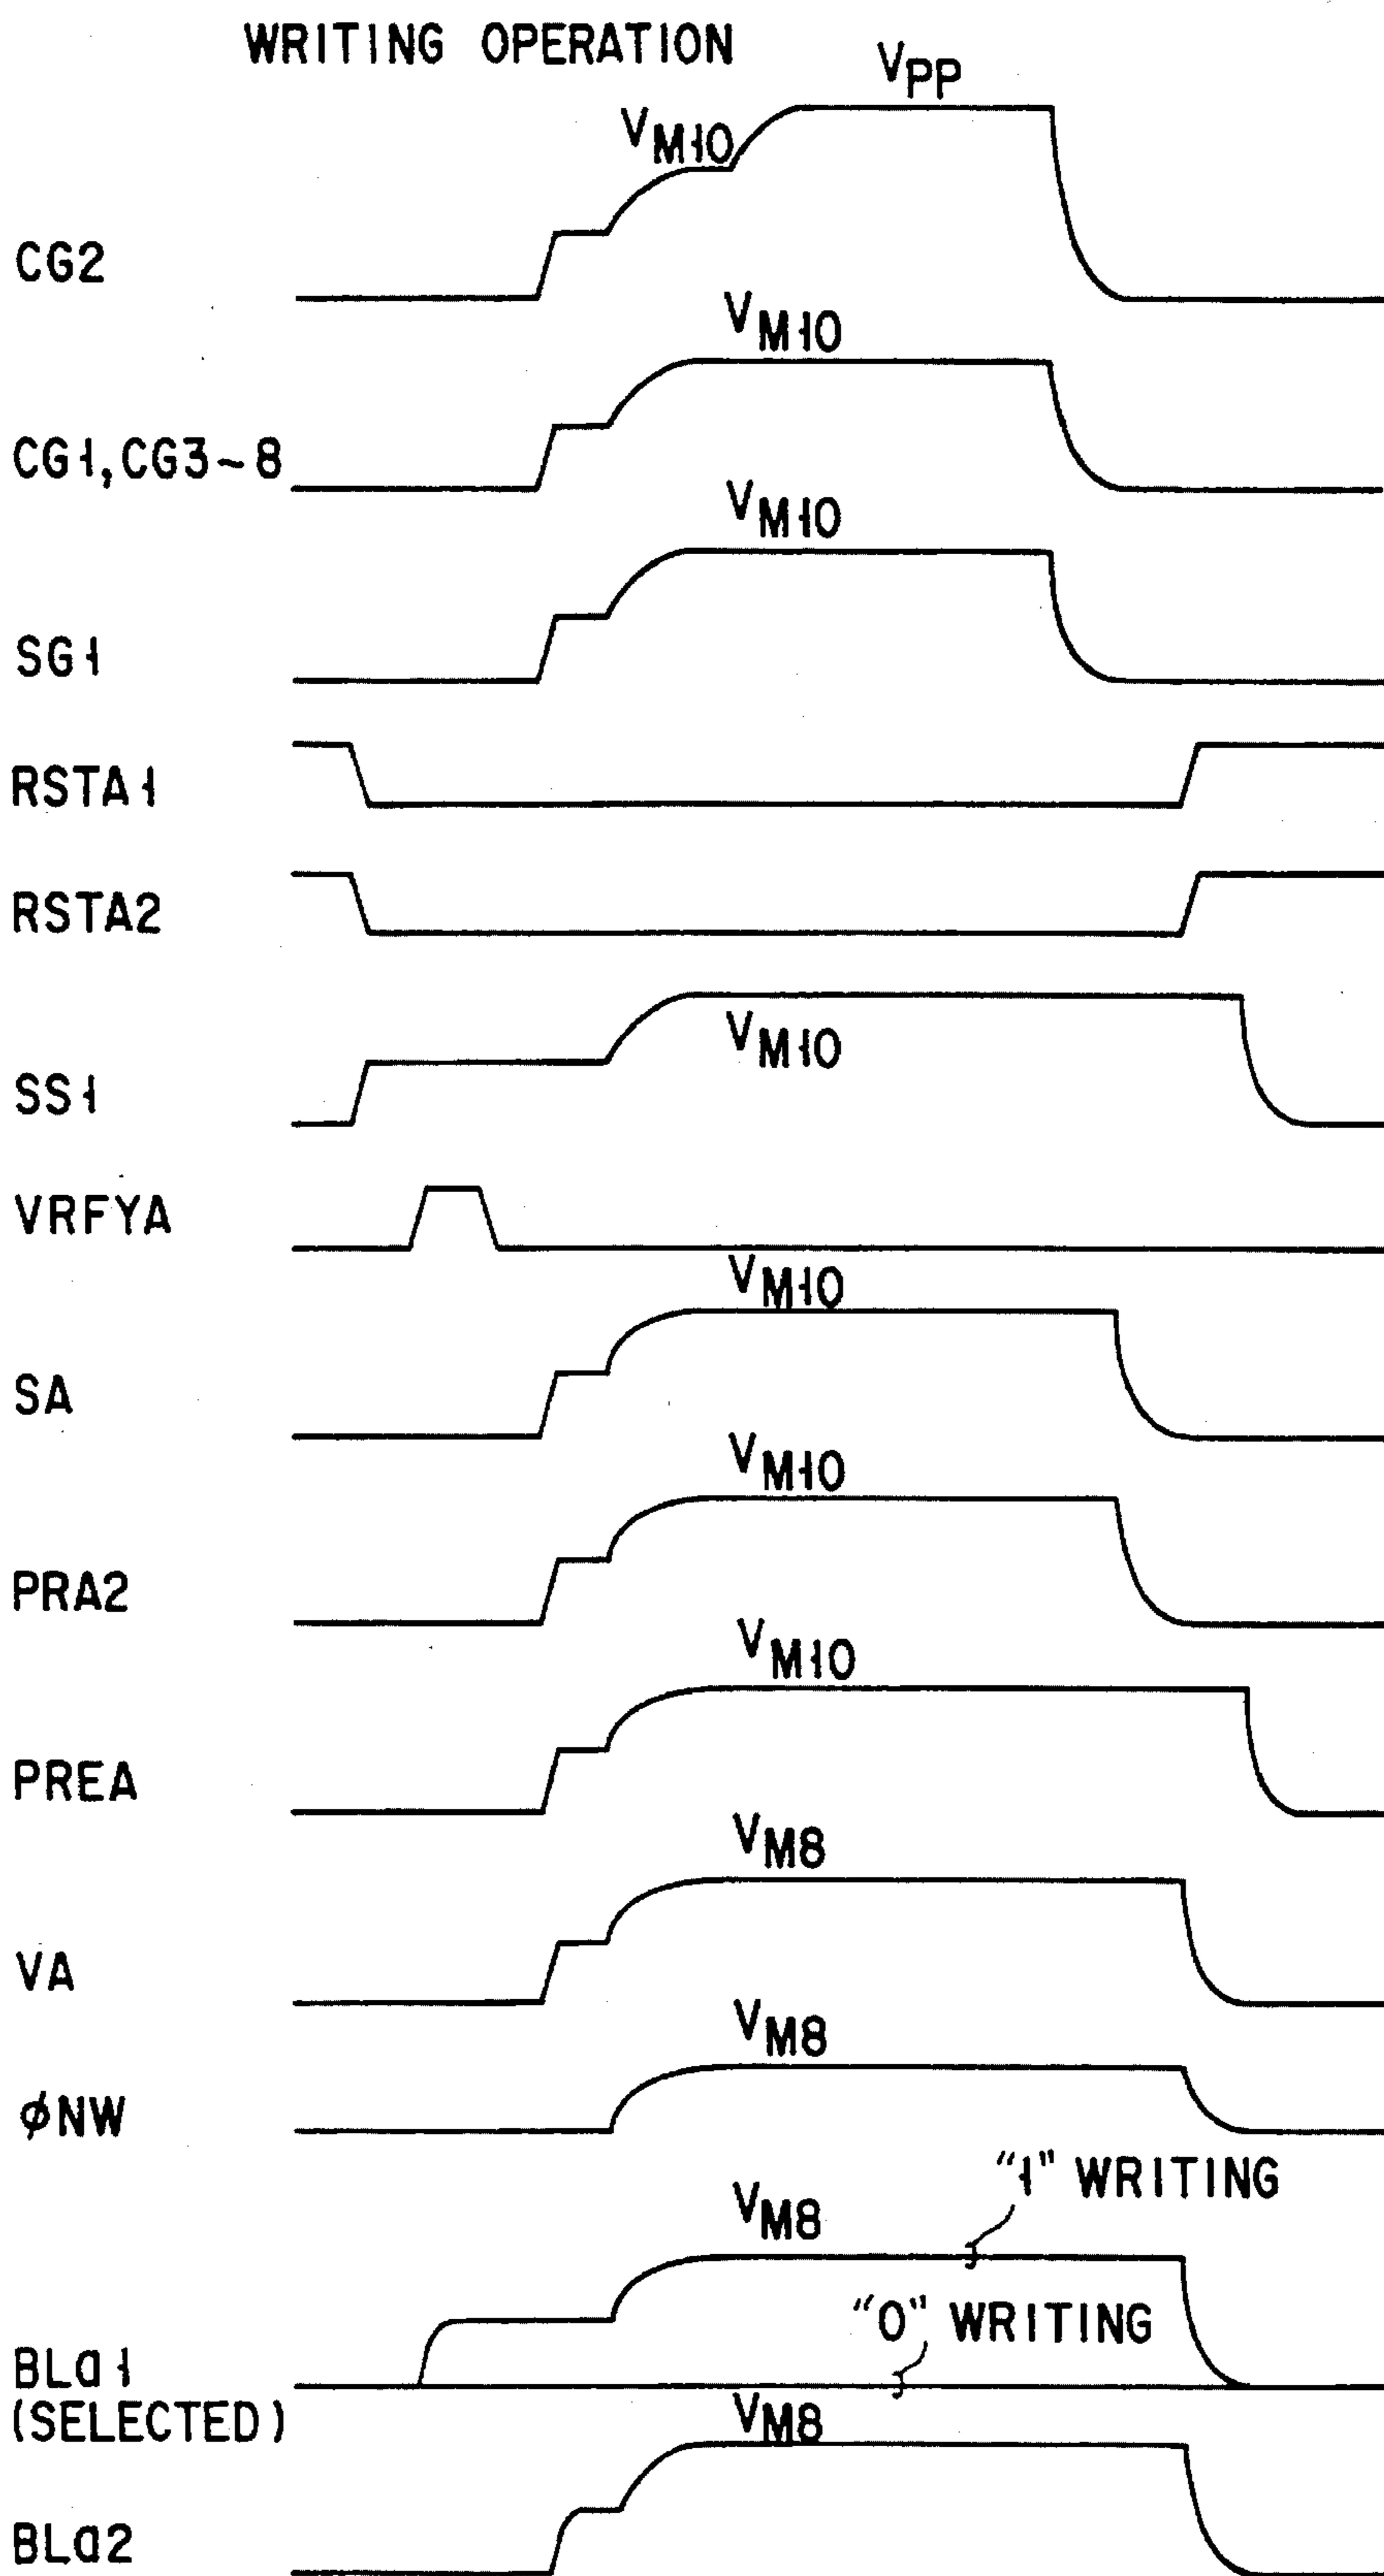 WRITING OPERATION
VPP
VM10
CG2
VM10
CG1,CG3~8
VM10
SG1
RSTA1
RSTA2
VM10
SS1
VRFYA
VM10
SA
VM10
PRA2
VM10
PREA
VM8
VA
VM8
φNW
"1" WRITING
VM8
"0" WRITING
BLa1
(SELECTED)
VM8
BLa2